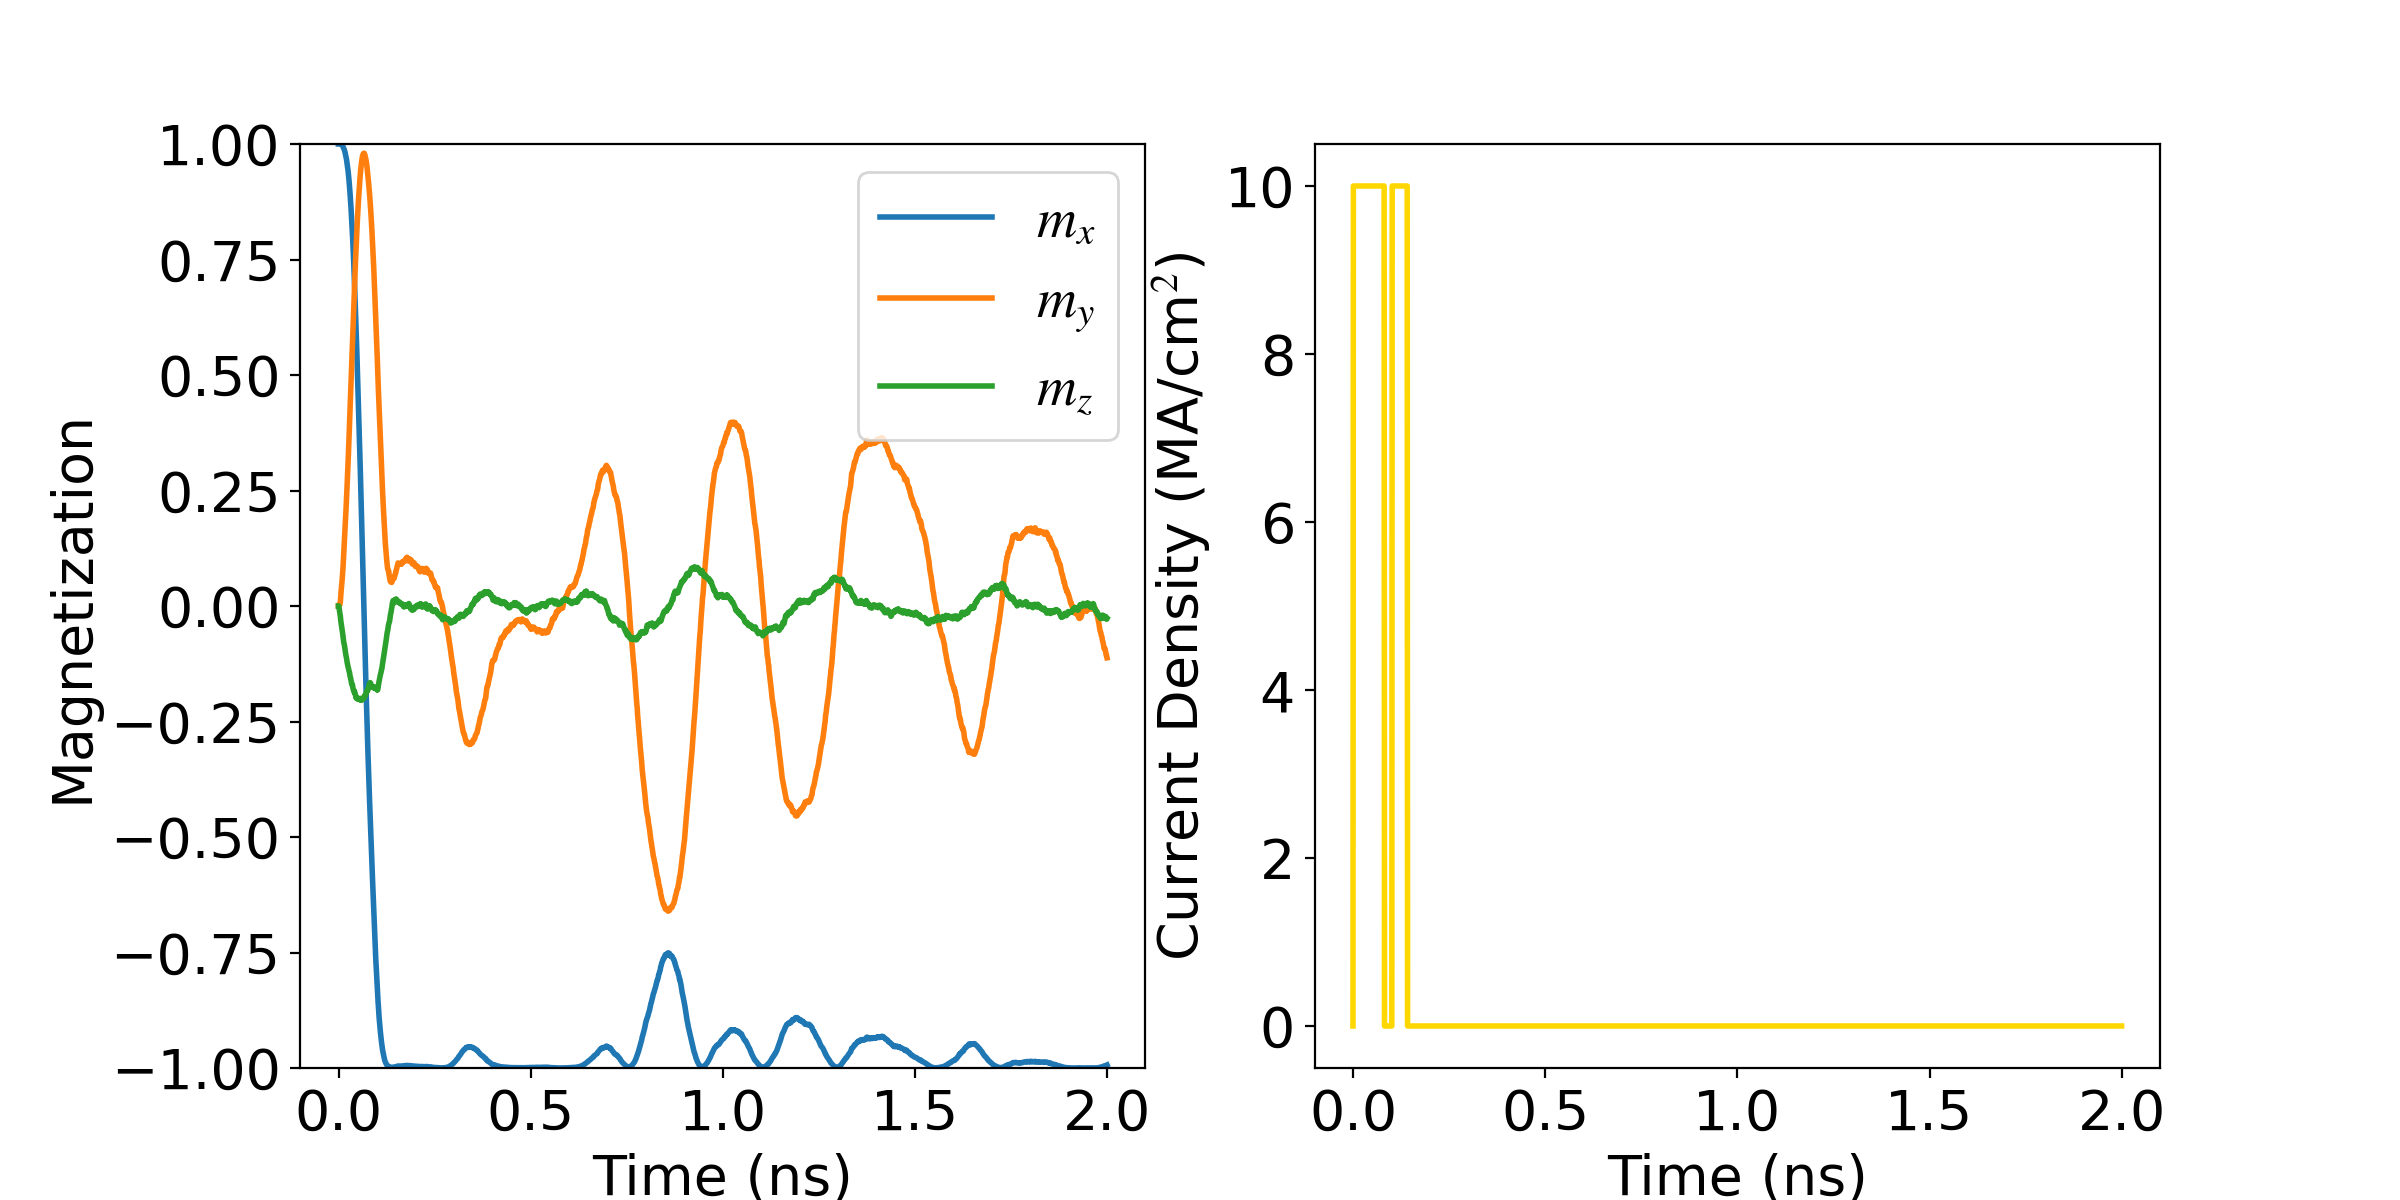 1.00
0.75
0.50
0.25
0.00
−0.25
−0.50
−0.75
−1.00
Magnetization
0.0 0.5 1.0 1.5 2.0
Time (ns)
m_x
m_y
m_z
10
8
6
4
2
0
Current Density (MA/cm²)
0.0 0.5 1.0 1.5 2.0
Time (ns)